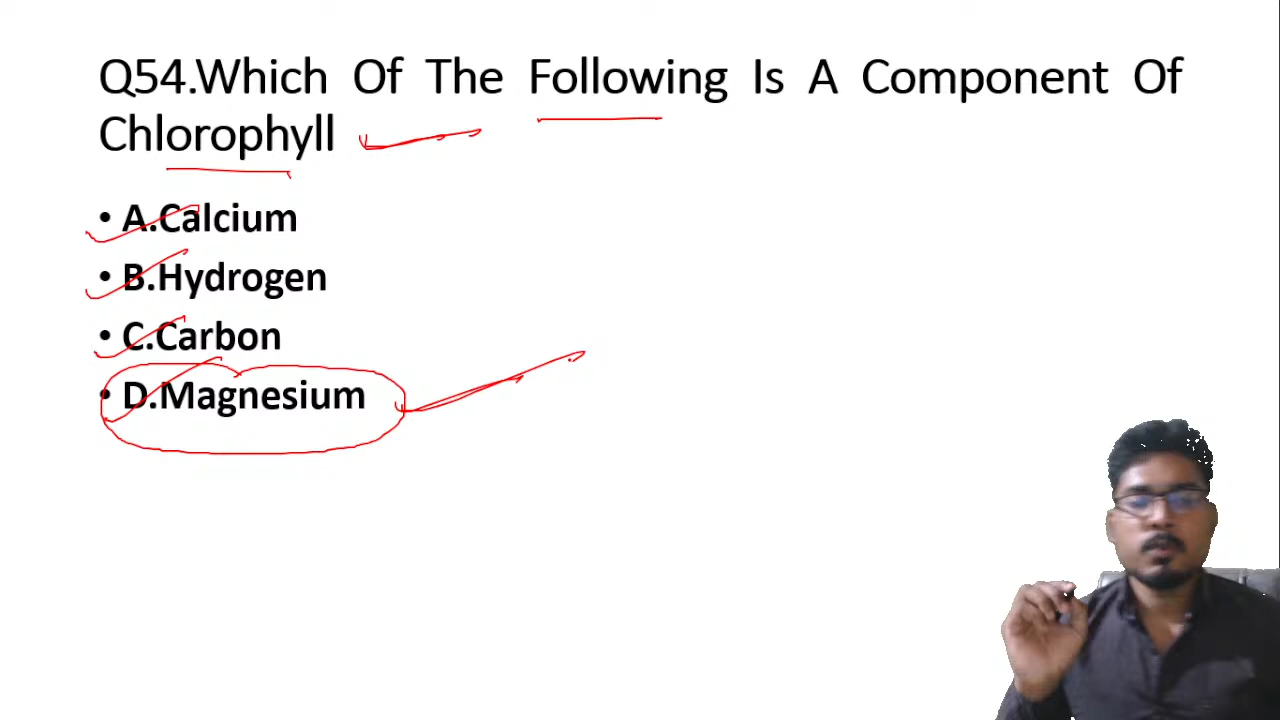 Q54.Which Of The Following Is A Component Of
Chlorophyll
• A.Calcium
• B.Hydrogen
• C.Carbon
• D.Magnesium